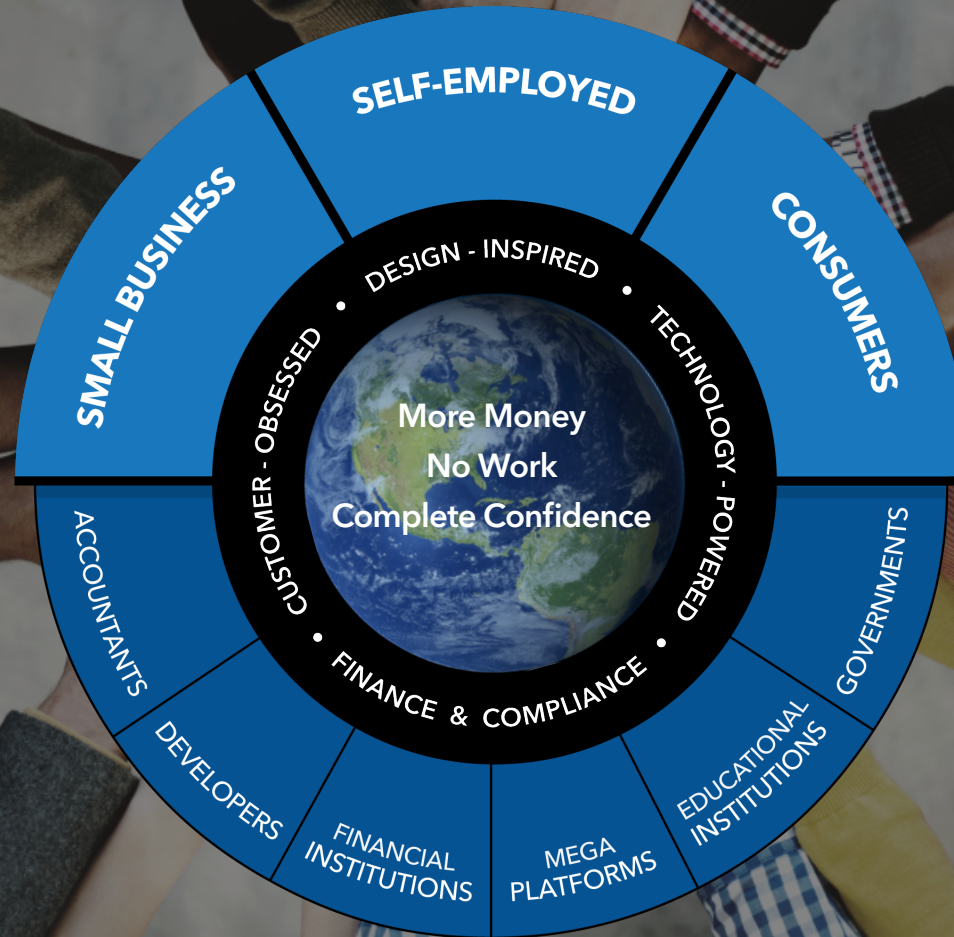 SELF-EMPLOYED
SMALL BUSINESS
CONSUMERS
DESIGN - INSPIRED
•
TECHNOLOGY - POWERED
•
FINANCE & COMPLIANCE
•
CUSTOMER - OBSESSED
•
More Money
No Work
Complete Confidence
ACCOUNTANTS
DEVELOPERS
FINANCIAL
INSTITUTIONS
MEGA
PLATFORMS
EDUCATIONAL
INSTITUTIONS
GOVERNMENTS